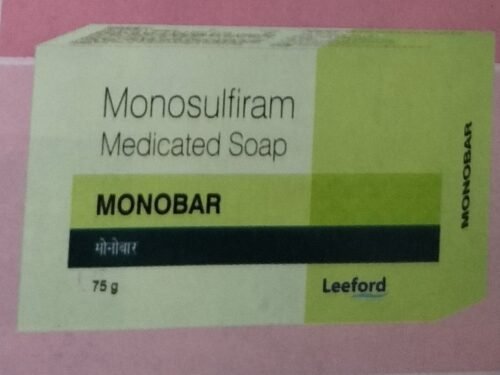 Monosulfiram
Medicated Soap
MONOBAR
मोनोबार
75 g
Leeford
MONOBAR